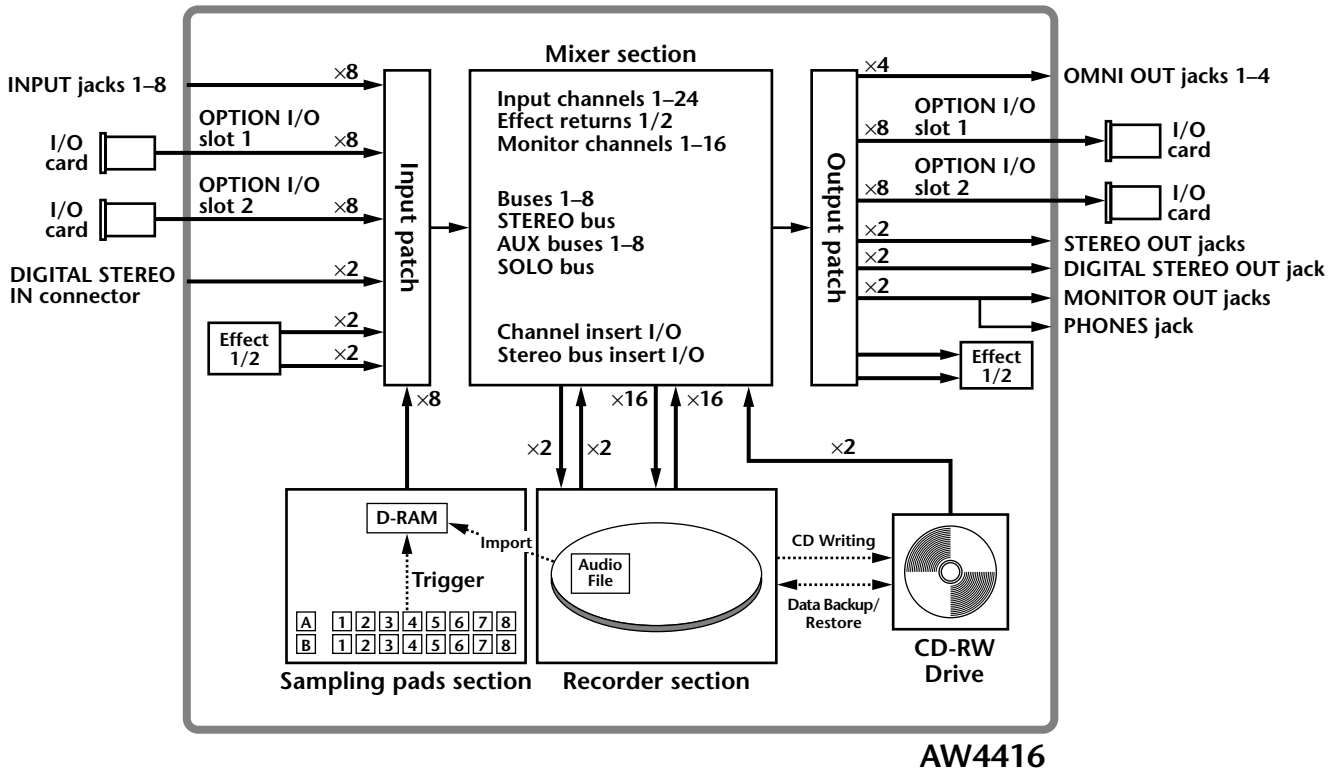 Mixer section
INPUT jacks 1–8
×8
OPTION I/O
slot 1
I/O
card
×8
OPTION I/O
slot 2
I/O
card
×8
DIGITAL STEREO
IN connector
×2
Effect
1/2
×2
×2
Input patch
×8
Input channels 1–24
Effect returns 1/2
Monitor channels 1–16
Buses 1–8
STEREO bus
AUX buses 1–8
SOLO bus
Channel insert I/O
Stereo bus insert I/O
Output patch
×4
OMNI OUT jacks 1–4
×8
OPTION I/O
slot 1
I/O
card
×8
OPTION I/O
slot 2
I/O
card
×2
STEREO OUT jacks
×2
DIGITAL STEREO OUT jack
×2
MONITOR OUT jacks
PHONES jack
Effect
1/2
×2
×2
×16
×16
×2
D-RAM
Import
Trigger
A 1 2 3 4 5 6 7 8
B 1 2 3 4 5 6 7 8
Sampling pads section
Audio
File
Recorder section
CD Writing
Data Backup/
Restore
CD-RW
Drive
AW4416